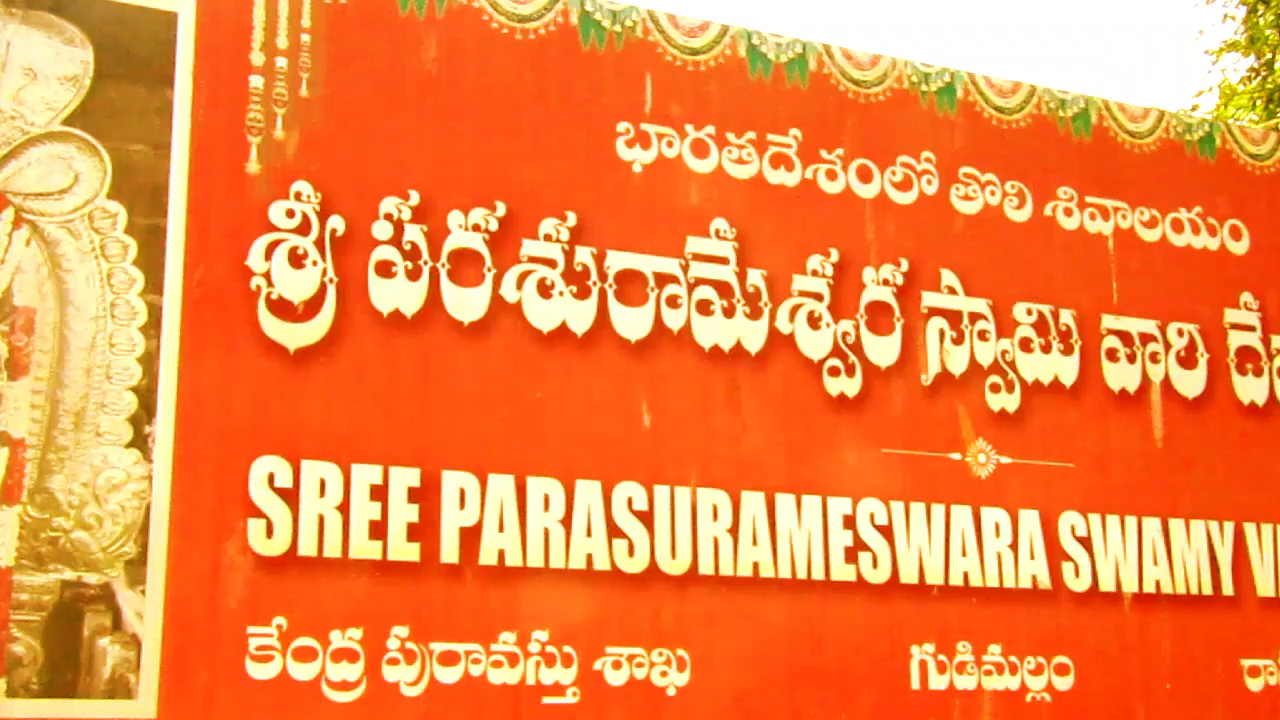 భారతదేశంలో తొలి శివాలయం
శ్రీ పరశురామేశ్వర స్వామి వారి
SREE PARASURAMESWARA SWAMY
కేంద్ర పురావస్తు శాఖ గుడిమల్లం